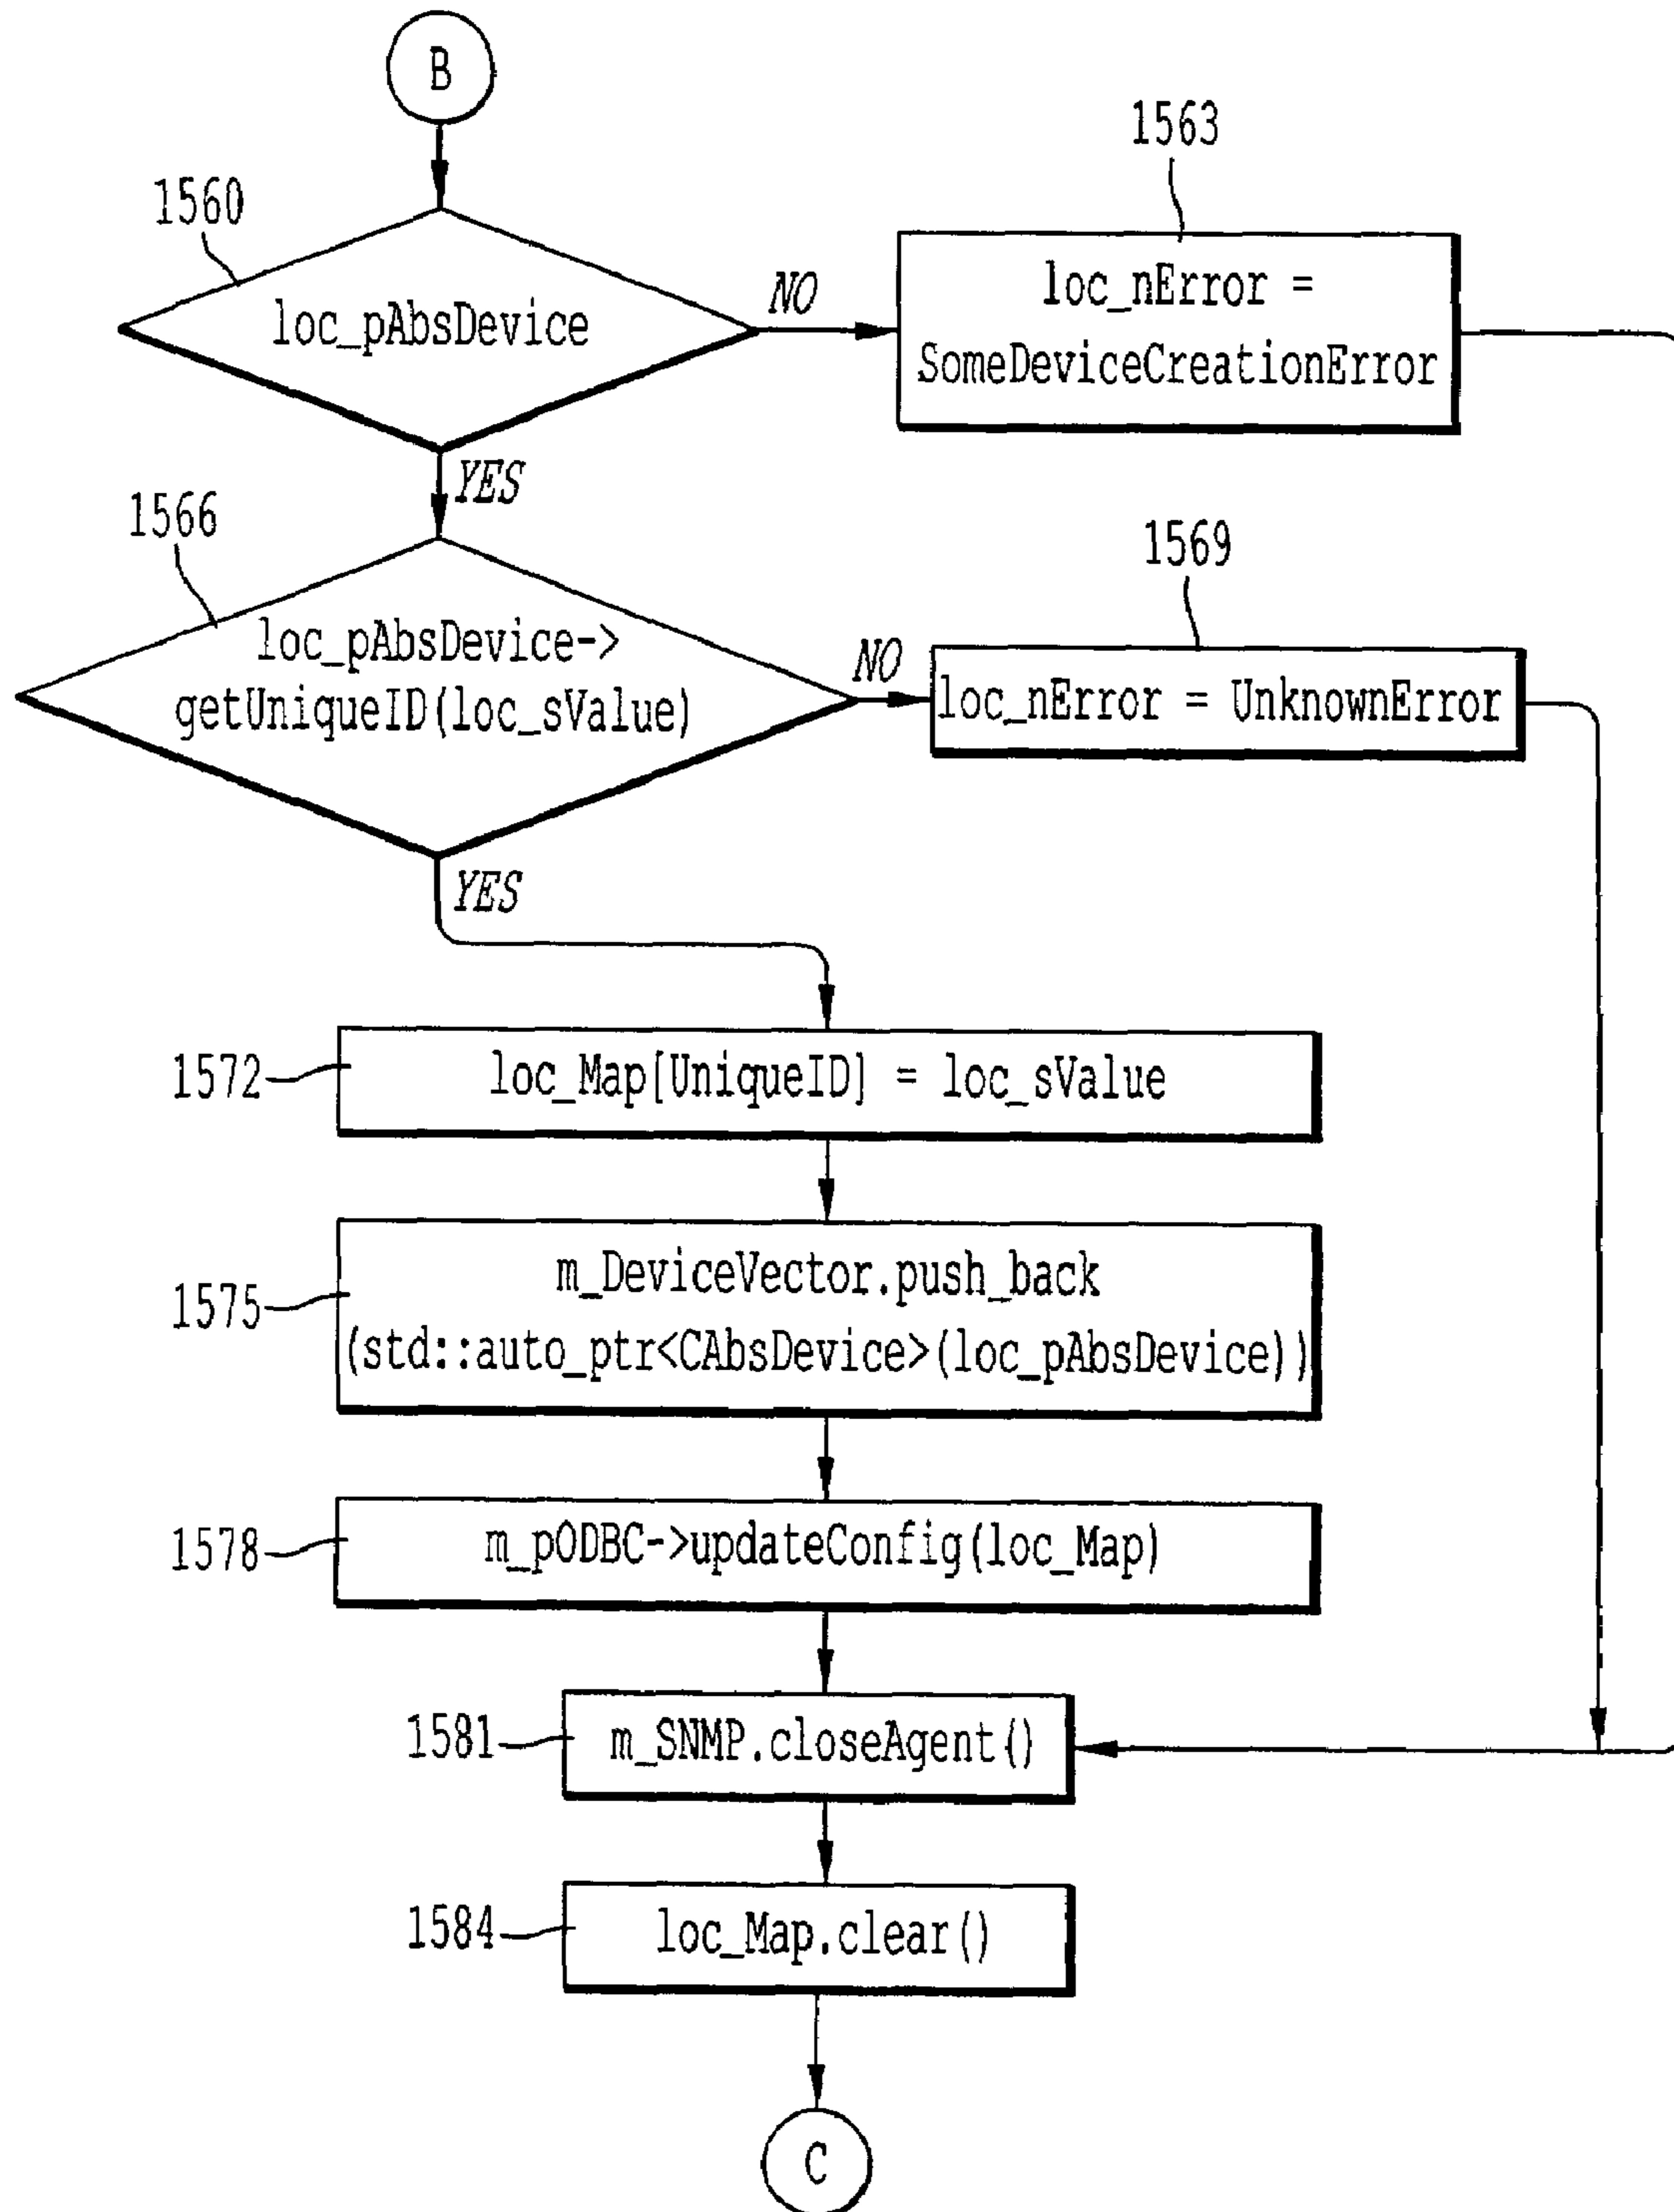 B
1563
1560
loc_nError =
SomeDeviceCreationError
NO
loc_pAbsDevice
YES
1566
1569
loc_pAbsDevice->
getUniqueID(loc_sValue)
NO
loc_nError = UnknownError
YES
1572
loc_Map[UniqueID] = loc_sValue
1575
m_DeviceVector.push_back
(std::auto_ptr<CAbsDevice>(loc_pAbsDevice))
1578
m_pODBC->updateConfig(loc_Map)
1581
m_SNMP.closeAgent()
1584
loc_Map.clear()
C